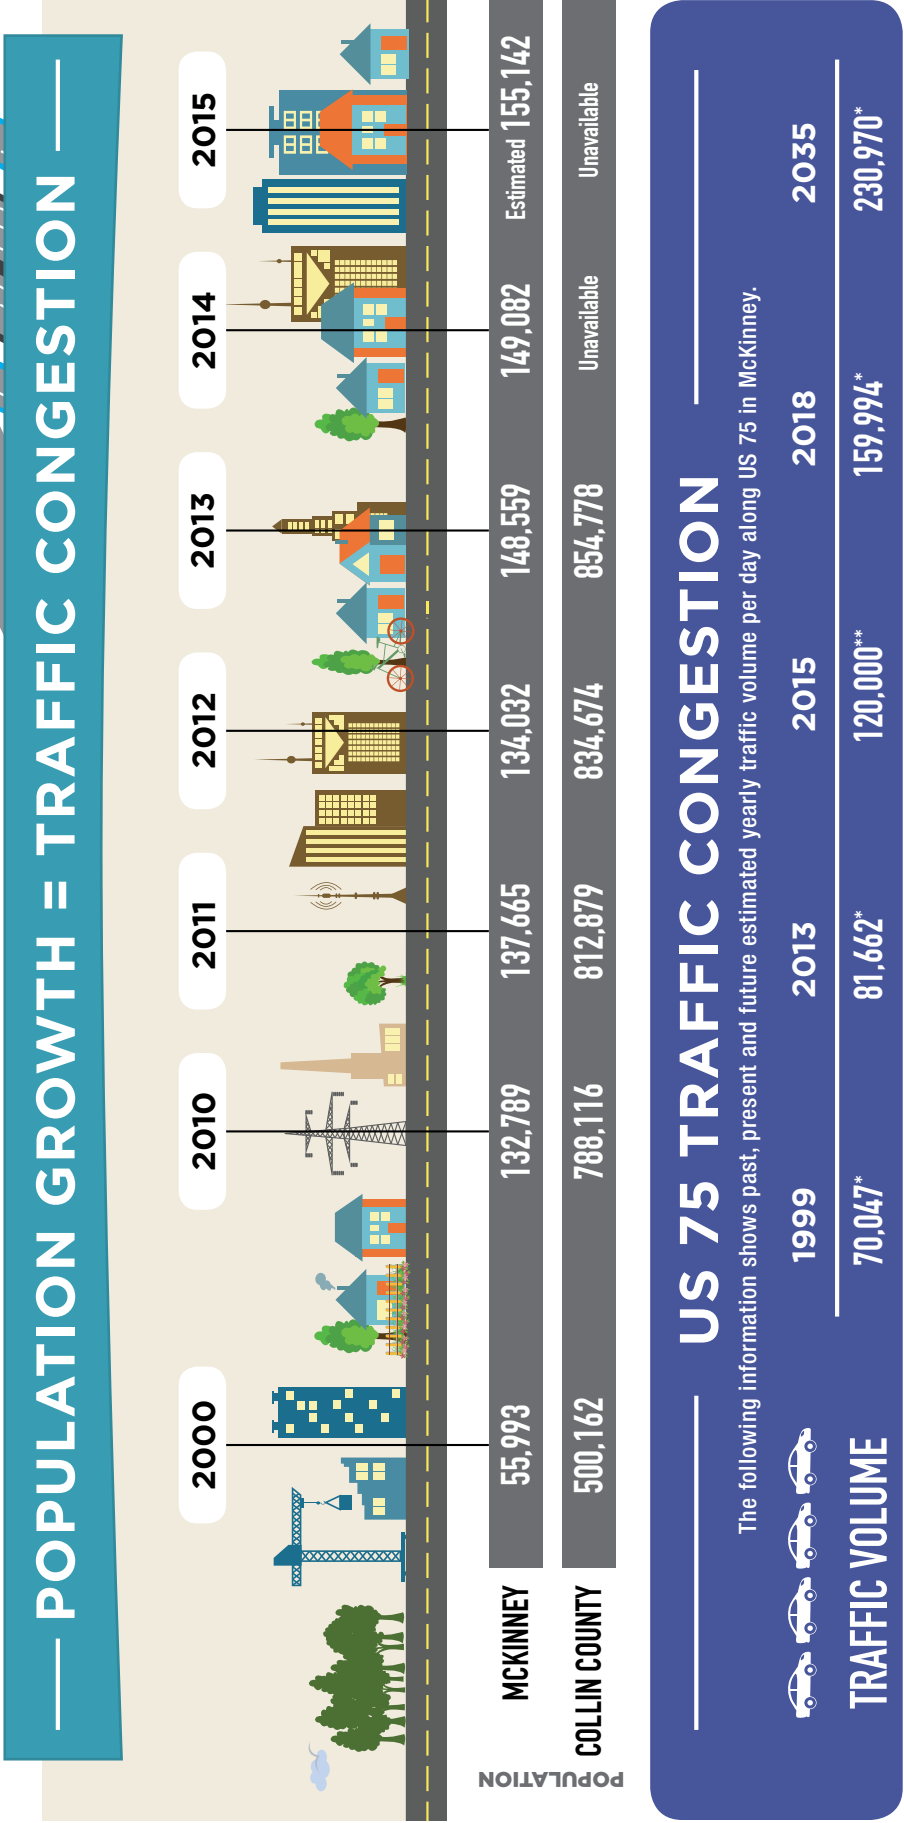 POPULATION GROWTH = TRAFFIC CONGESTION
2000 2010 2011 2012 2013 2014 2015
POPULATION
MCKINNEY 55,993 132,789 137,665 134,032 148,559 149,082 Estimated 155,142
COLLIN COUNTY 500,162 788,116 812,879 834,674 854,778 Unavailable Unavailable
US 75 TRAFFIC CONGESTION
The following information shows past, present and future estimated yearly traffic volume per day along US 75 in McKinney.
1999 2013 2015 2018 2035
TRAFFIC VOLUME 70,047* 81,662* 120,000** 159,994* 230,970*